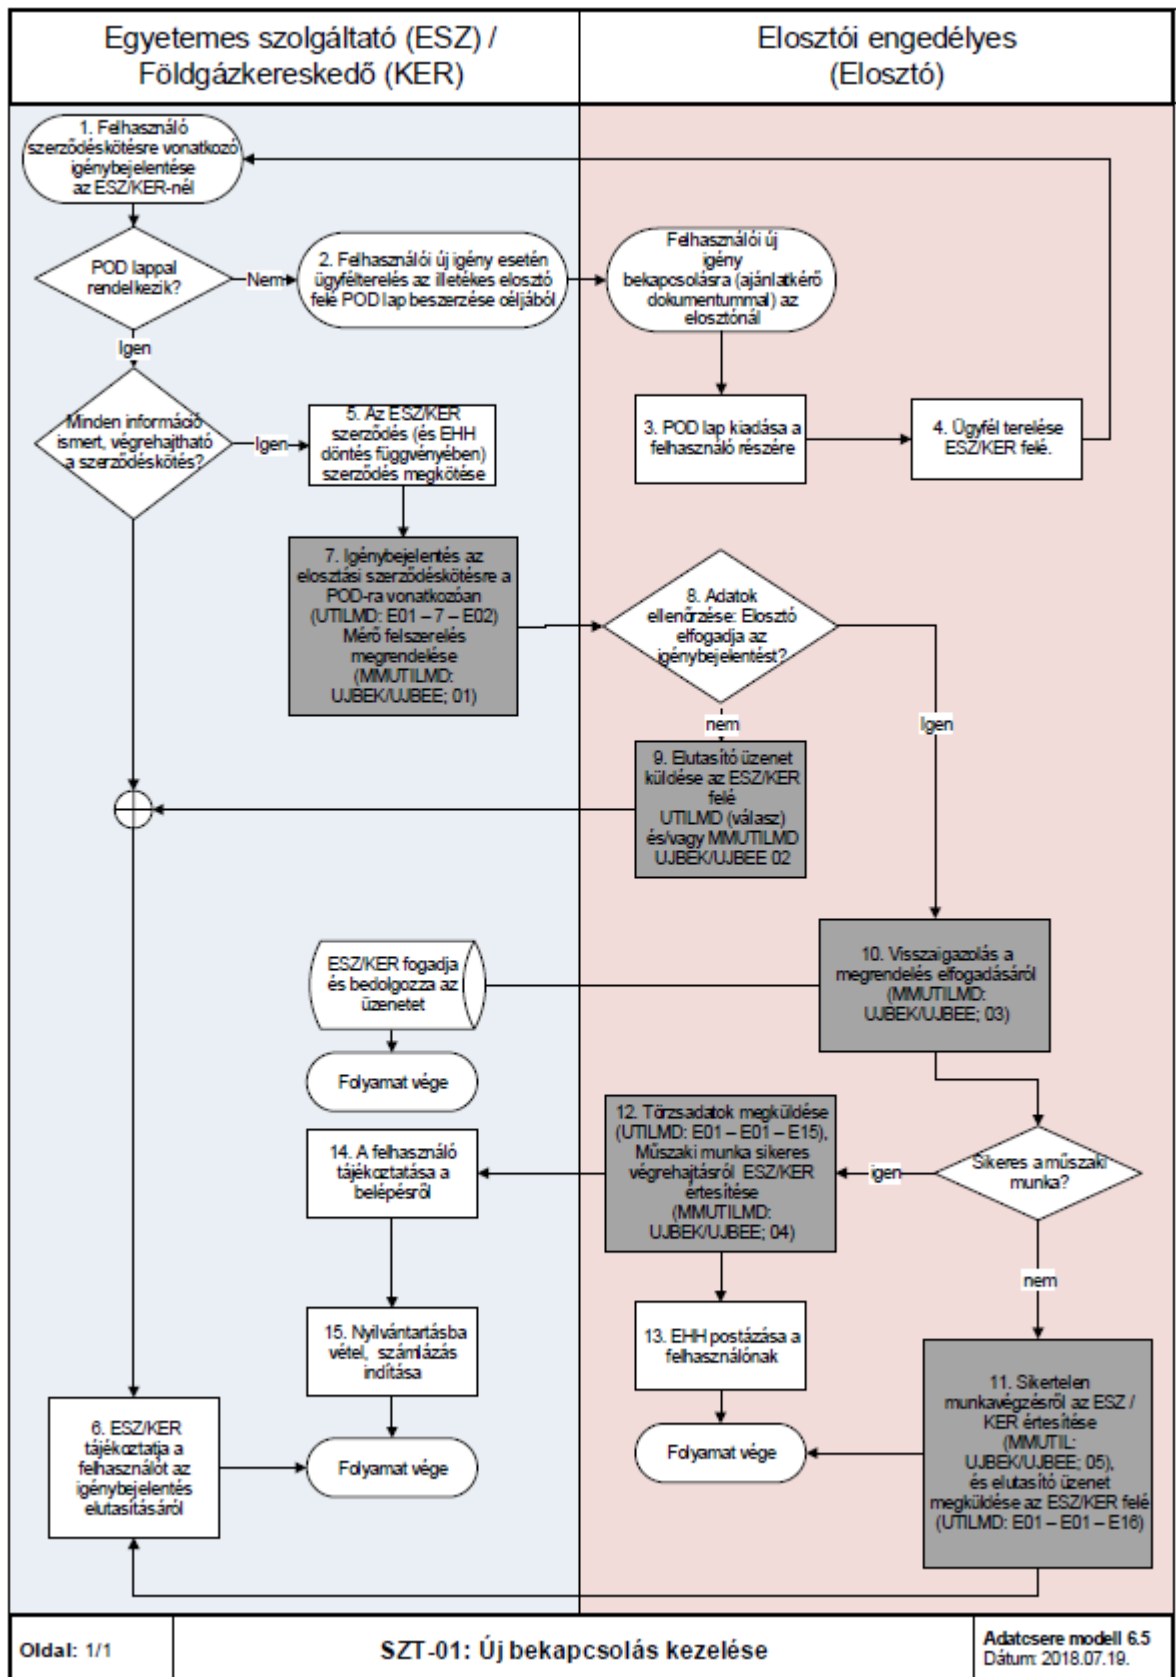 Egyetemes szolgáltató (ESZ) /
Földgázkereskedő (KER)
Elosztói engedélyes
(Elosztó)
1. Felhasználó
szerződéskötésre vonatkozó
igénybejelentése
az ESZ/KER-nél
POD lappal
rendelkezik?
Nem
2. Felhasználói új igény esetén
ügyfélterelés az illetékes elosztó
felé POD lap beszerzése céljából
Felhasználói új
igény
bekapcsolásra (ajánlatkérő
dokumentummal) az
elosztónál
Igen
Minden információ
ismert, végrehajtható
a szerződéskötés?
Igen
5. Az ESZ/KER
szerződés (és EHH
döntés függvényében)
szerződés megkötése
3. POD lap kiadása a
felhasználó részére
4. Ügyfél terelése
ESZ/KER felé.
7. Igénybejelentés az
elosztási szerződéskötésre a
POD-ra vonatkozóan
(UTILMD: E01 – 7 – E02)
Mérő felszerelés
megrendelése
(MMUTILMD:
UJBEK/UJBEE; 01)
8. Adatok
ellenőrzése: Elosztó
elfogadja az
igénybejelentést?
nem
Igen
9. Elutasító üzenet
küldése az ESZ/KER
felé
UTILMD (válasz)
és/vagy MMUTILMD
UJBEK/UJBEE 02
ESZ/KER fogadja
és bedolgozza az
üzenetet
10. Visszaigazolás a
megrendelés elfogadásáról
(MMUTILMD:
UJBEK/UJBEE; 03)
Folyamat vége
12. Törzsadatok megküldése
(UTILMD: E01 – E01 – E15),
Műszaki munka sikeres
végrehajtásról ESZ/KER
értesítése
(MMUTILMD:
UJBEK/UJBEE; 04)
14. A felhasználó
tájékoztatása a
belépésről
igen
Sikeres a műszaki
munka?
nem
15. Nyilvántartásba
vétel, számlázás
indítása
13. EHH postázása a
felhasználónak
11. Sikertelen
munkavégzésről az ESZ /
KER értesítése
(MMUTIL:
UJBEK/UJBEE; 05),
és elutasító üzenet
megküldése az ESZ/KER felé
(UTILMD: E01 – E01 – E16)
6. ESZ/KER
tájékoztatja a
felhasználót az
igénybejelentés
elutasításáról
Folyamat vége
Folyamat vége
Oldal: 1/1
SZT-01: Új bekapcsolás kezelése
Adatcsere modell 6.5
Dátum: 2018.07.19.